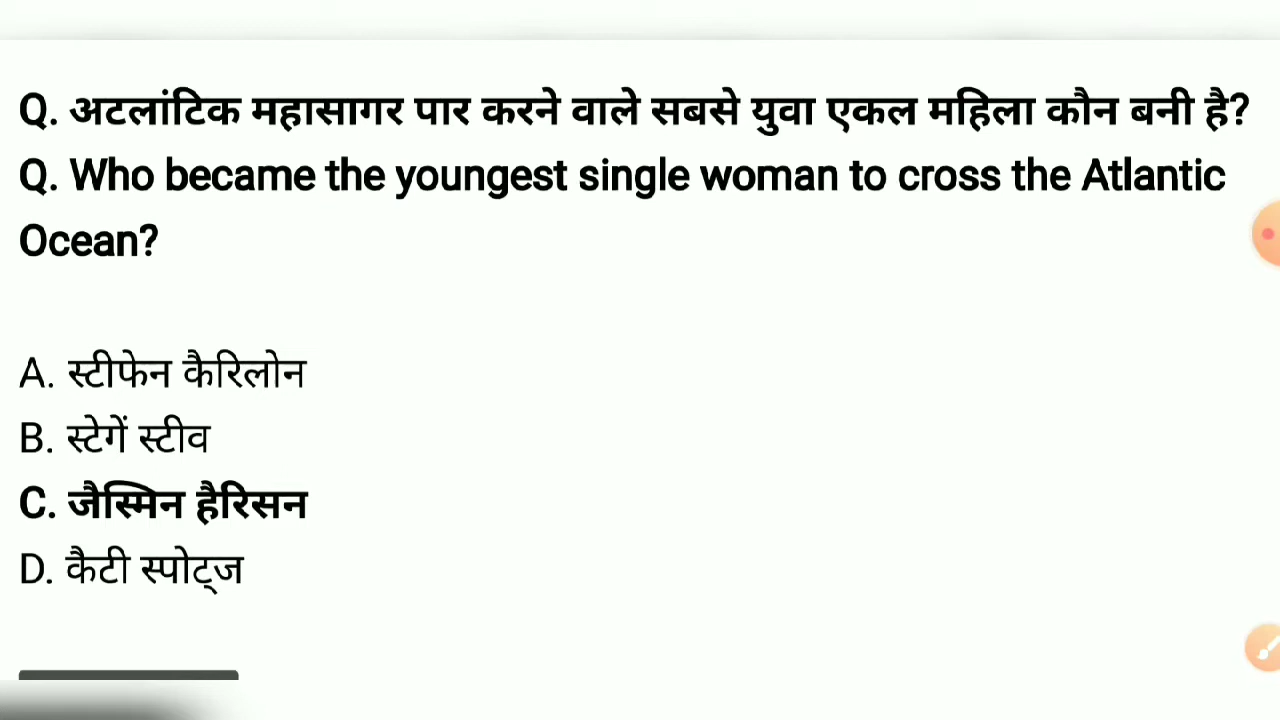 Q. अटलांटिक महासागर पार करने वाले सबसे युवा एकल महिला कौन बनी है?
Q. Who became the youngest single woman to cross the Atlantic
Ocean?
A. स्टीफेन कैरिलोन
B. स्टेगें स्टीव
C. जैस्मिन हैरिसन
D. कैटी स्पोट्ज